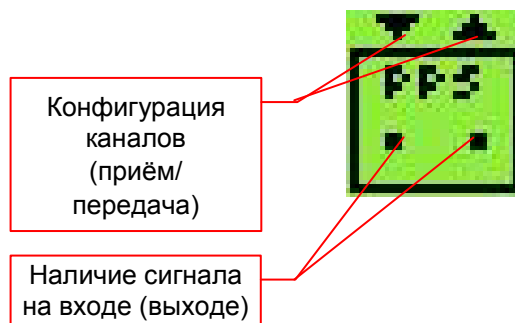 PPS
Конфигурация
каналов
(приём/
передача)
Наличие сигнала
на входе (выходе)